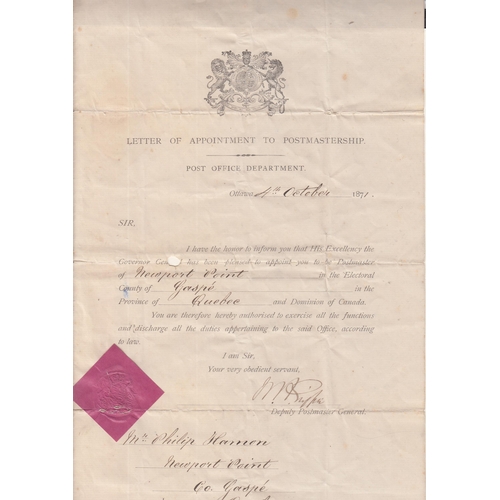 LETTER OF APPOINTMENT TO POSTMASTERSHIP.
POST OFFICE DEPARTMENT.
Ottawa 4th October 1871.
SIR,
I have the honor to inform you that His Excellency the
Governor General has been pleased to appoint you to be Postmaster
of Newport Point in the Electoral
County of Gaspé in the
Province of Quebec and Dominion of Canada.
You are therefore hereby authorised to exercise all the functions
and discharge all the duties appertaining to the said Office, according
to law.
I am Sir,
Your very obedient servant,
Deputy Postmaster General.
Mr Philip Hamon
Newport Point
Co. Gaspé